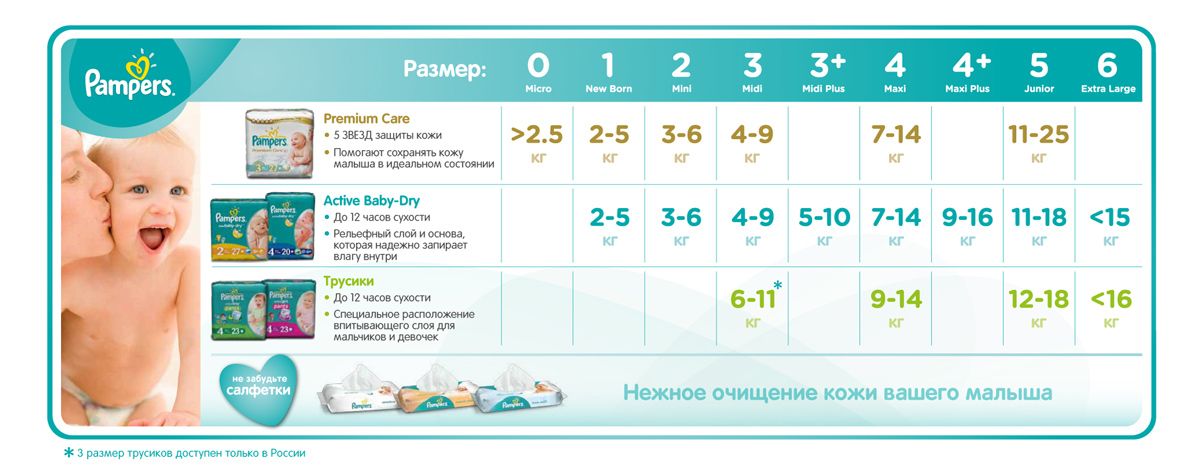 Pampers.
Размер: 0 1 2 3 3+ 4 4+ 5 6
Micro New Born Mini Midi Midi Plus Maxi Maxi Plus Junior Extra Large
Premium Care
• 5 ЗВЕЗД защиты кожи
• Помогают сохранять кожу
малыша в идеальном состоянии
>2.5 2-5 3-6 4-9 7-14 11-25
кг кг кг кг кг кг
Active Baby-Dry
• До 12 часов сухости
• Рельефный слой и основа,
которая надежно запирает
влагу внутри
2-5 3-6 4-9 5-10 7-14 9-16 11-18 <15
кг кг кг кг кг кг кг кг
Трусики
• До 12 часов сухости
• Специальное расположение
впитывающего слоя для
мальчиков и девочек
6-11* 9-14 12-18 <16
кг кг кг кг
не забудьте
салфетки
Pampers Pampers Pampers
Нежное очищение кожи вашего малыша
* 3 размер трусиков доступен только в России